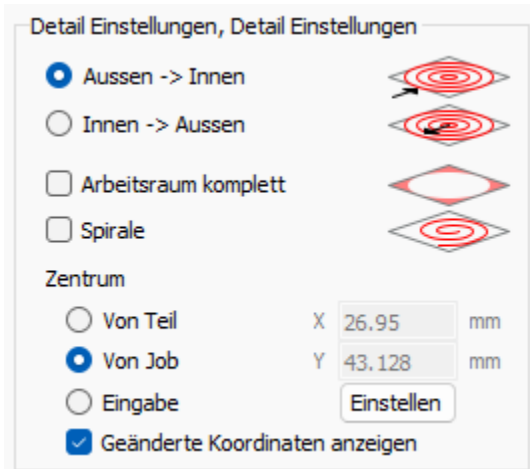 Detail Einstellungen, Detail Einstellungen
Aussen -> Innen
Innen -> Aussen
Arbeitsraum komplett
Spirale
Zentrum
Von Teil X 26.95 mm
Von Job Y 43.128 mm
Eingabe Einstellen
Geänderte Koordinaten anzeigen